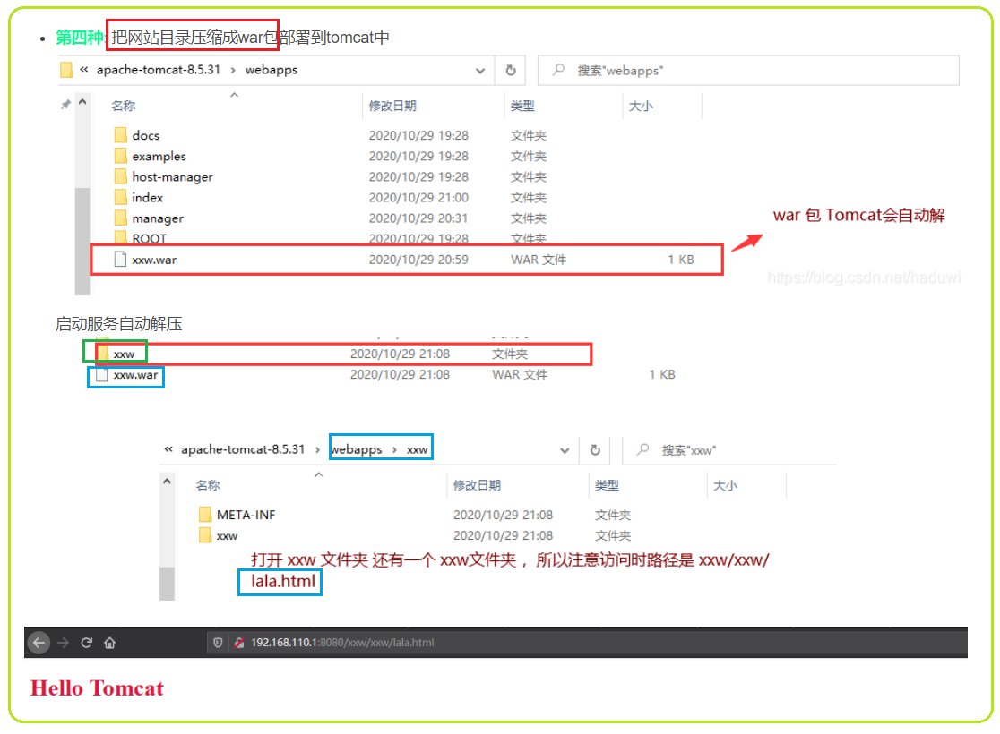 • 第四种: 把网站目录压缩成war包部署到tomcat中
« apache-tomcat-8.5.31 › webapps 搜索"webapps"
名称 修改日期 类型 大小
docs 2020/10/29 19:28 文件夹
examples 2020/10/29 19:28 文件夹
host-manager 2020/10/29 19:28 文件夹
index 2020/10/29 21:00 文件夹
manager 2020/10/29 20:31 文件夹
war 包 Tomcat会自动解
ROOT 2020/10/29 19:28 文件夹
xxw.war 2020/10/29 20:59 WAR 文件 1 KB
https://blog.csdn.net/haduwi
启动服务自动解压
xxw 2020/10/29 21:08 文件夹
xxw.war 2020/10/29 21:08 WAR 文件 1 KB
« apache-tomcat-8.5.31 › webapps › xxw 搜索"xxw"
名称 修改日期 类型 大小
META-INF 2020/10/29 21:08 文件夹
xxw 2020/10/29 21:08 文件夹
打开 xxw 文件夹 还有一个 xxw文件夹 ，所以注意访问时路径是 xxw/xxw/
lala.html
192.168.110.1:8080/xxw/xxw/lala.html
Hello Tomcat